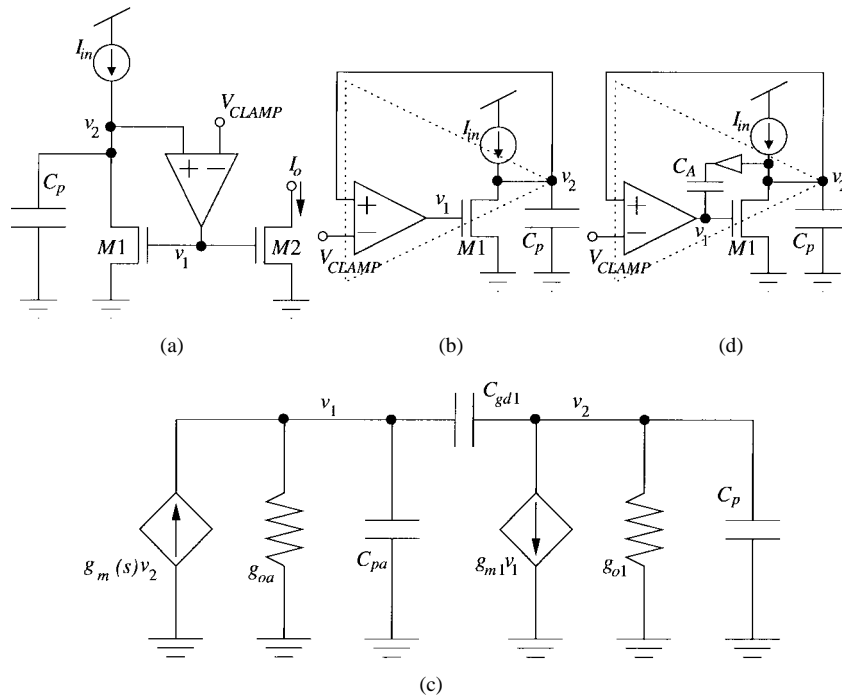 I_in
v_2
V_CLAMP
C_p
+ −
I_o
M1
v_1
M2
(a)
I_in
v_2
+
v_1
−
M1
C_p
V_CLAMP
(b)
I_in
C_A
v_2
+
−
v_1
M1
C_p
V_CLAMP
(d)
C_gd1
v_1
v_2
C_p
g_m(s)v_2
g_oa
C_pa
g_m1v_1
g_o1
(c)